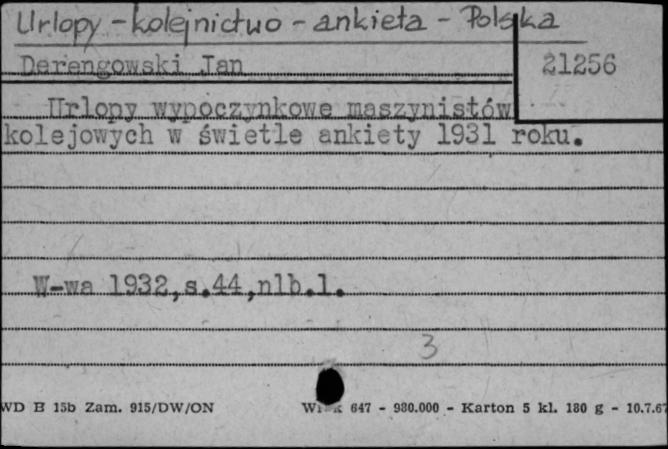 Urlopy - kolejnictwo - ankieta - Polska
Derengowski Jan
21256
Urlopy wypoczynkowe maszynistów
kolejowych w świetle ankiety 1931 roku.
W-wa 1932,s.44,nlb.1.
3
WD B 15b Zam. 915/DW/ON
647 - 980.000 - Karton 5 kl. 180 g - 10.7.67